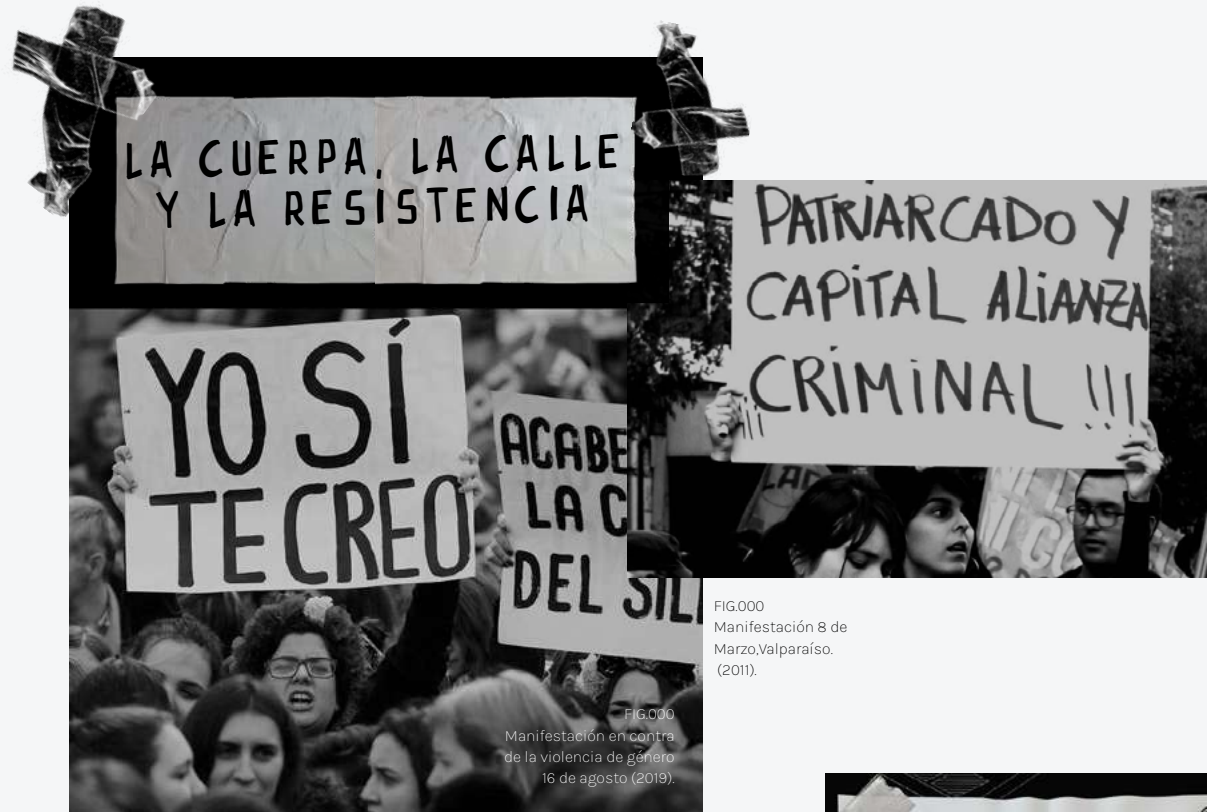 LA CUERPA, LA CALLE
Y LA RESISTENCIA
PATRIARCADO Y
CAPITAL ALIANZA
CRIMINAL !!!
YO SÍ
TE CREO
ACABE
LA C
DEL SIL
FIG.000
Manifestación 8 de
Marzo,Valparaíso.
(2011).
FIG.000
Manifestación en contra
de la violencia de género
16 de agosto (2019).